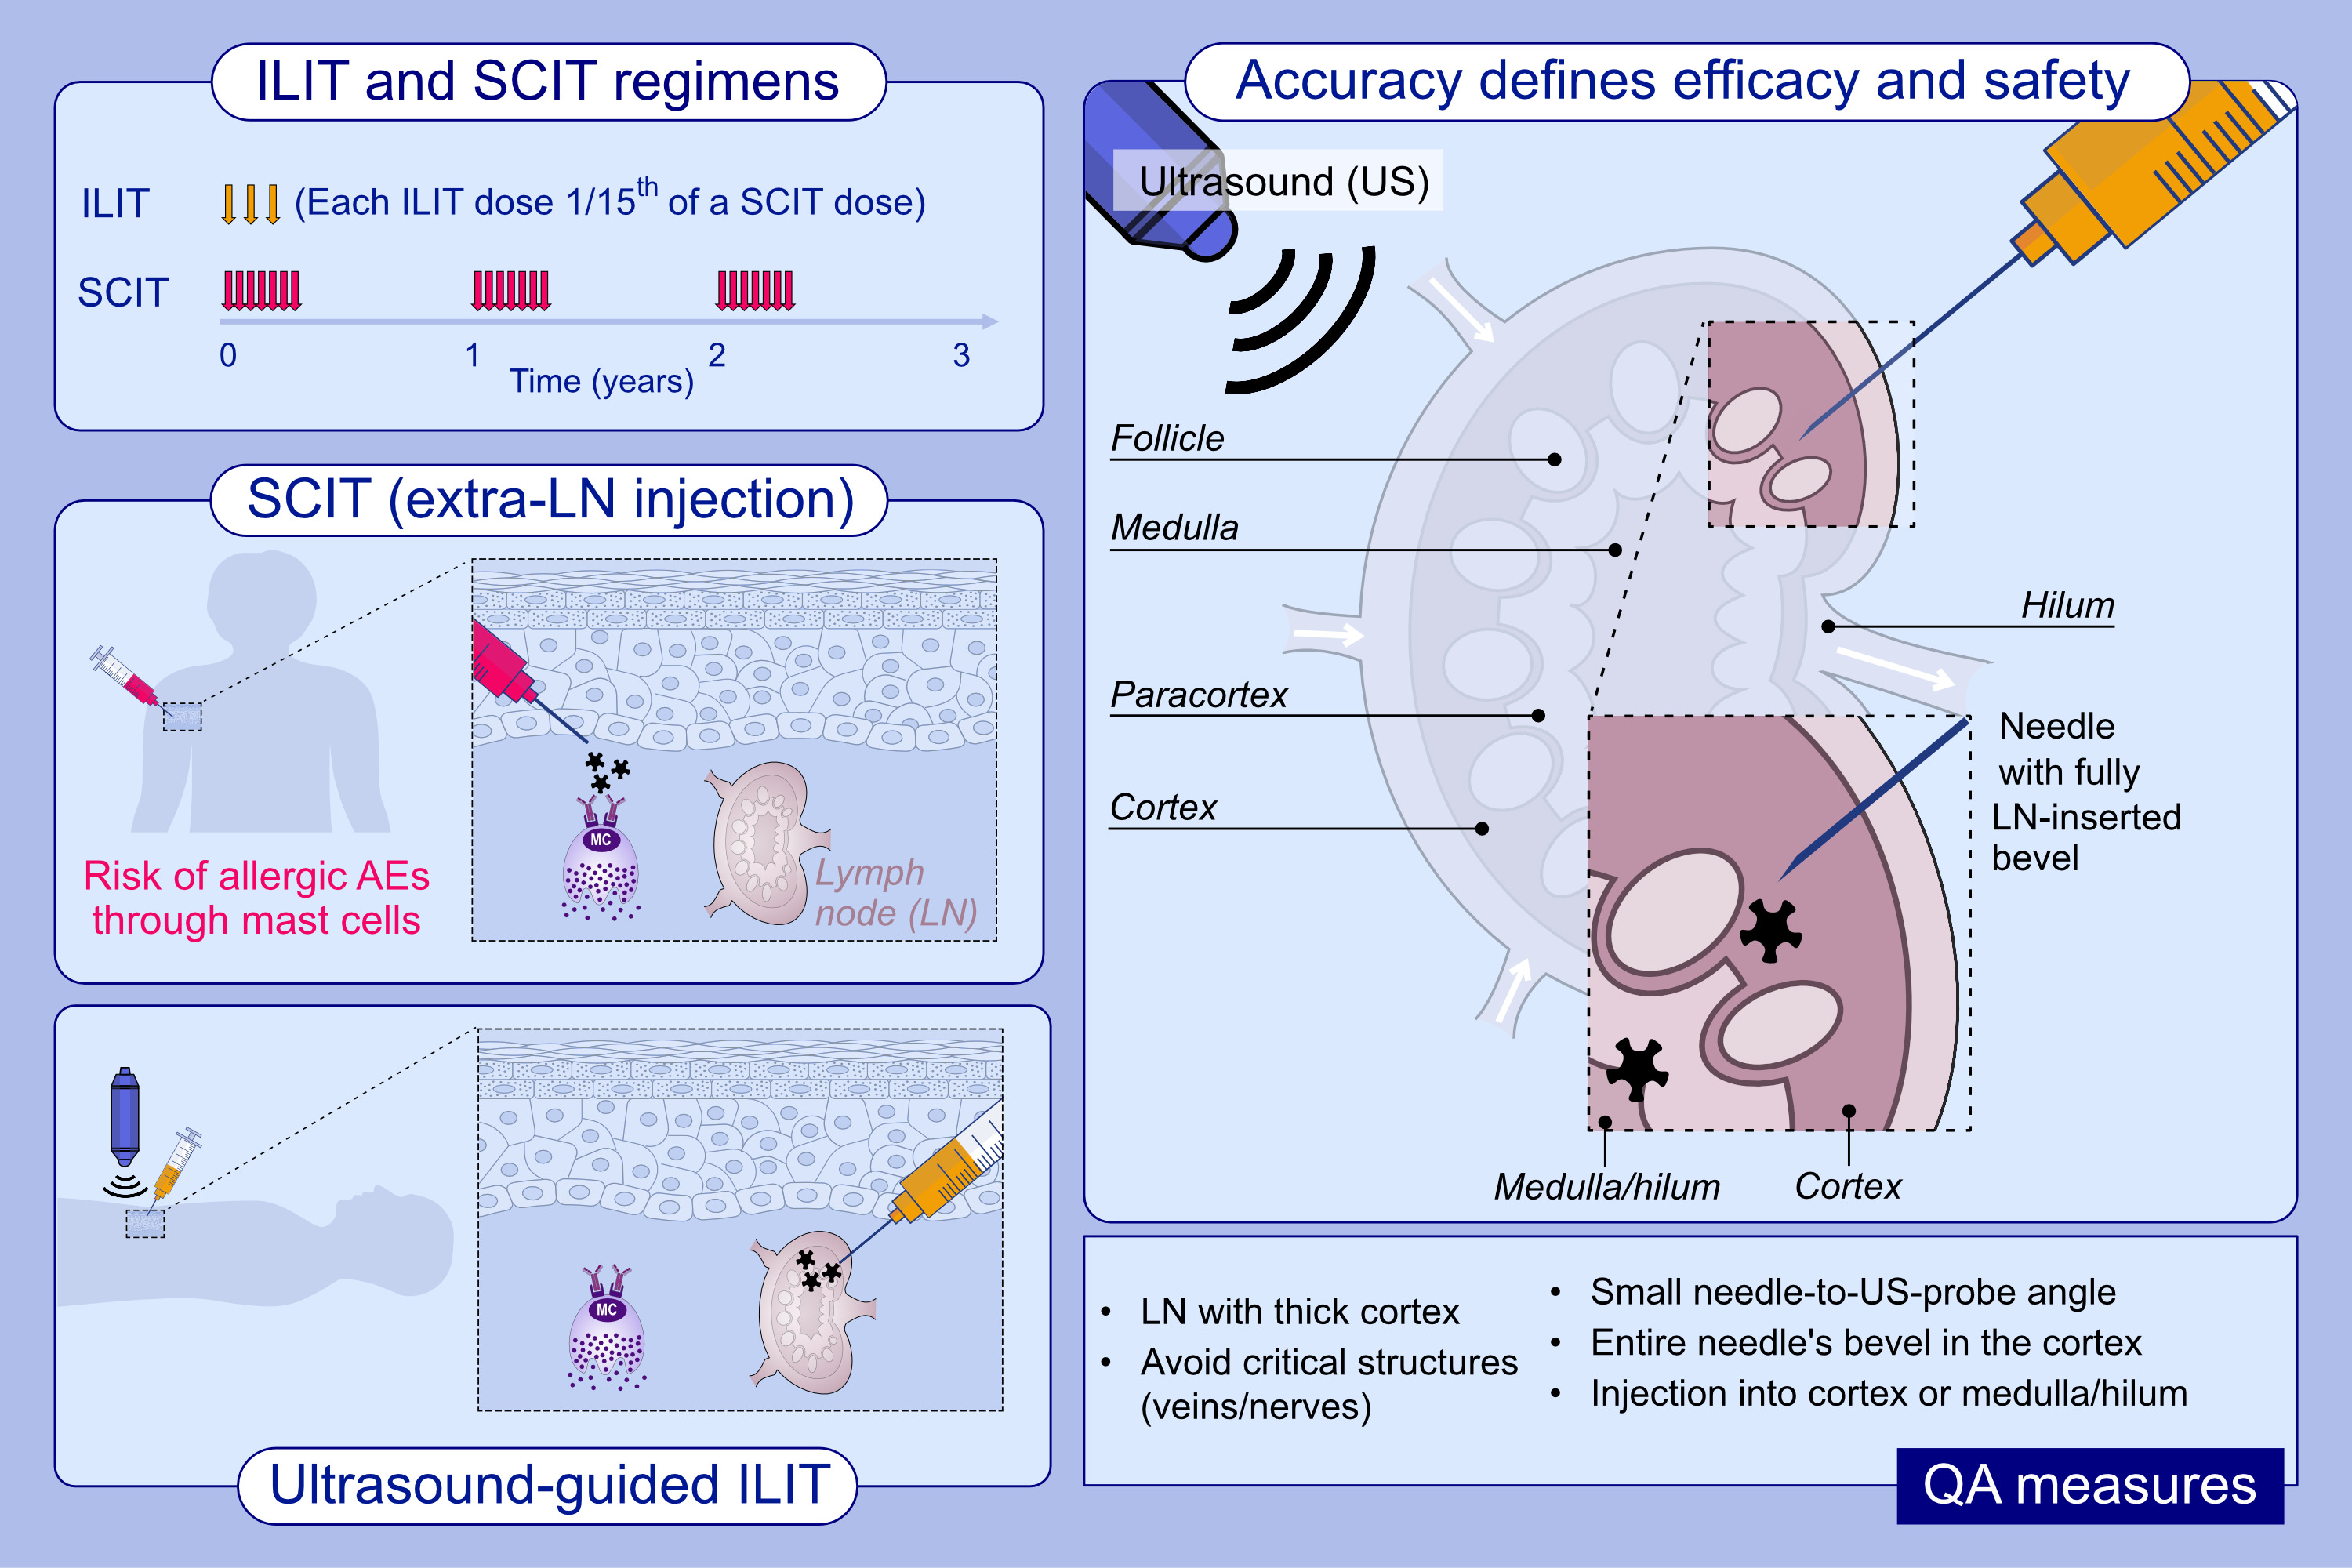 ILIT and SCIT regimens
ILIT
(Each ILIT dose 1/15th of a SCIT dose)
SCIT
0
1
2
3
Time (years)
SCIT (extra-LN injection)
Risk of allergic AEs
through mast cells
MC
Lymph
node (LN)
MC
Ultrasound-guided ILIT
Accuracy defines efficacy and safety
Ultrasound (US)
Follicle
Medulla
Hilum
Paracortex
Cortex
Needle
with fully
LN-inserted
bevel
Medulla/hilum
Cortex
• LN with thick cortex
• Avoid critical structures
(veins/nerves)
• Small needle-to-US-probe angle
• Entire needle's bevel in the cortex
• Injection into cortex or medulla/hilum
QA measures